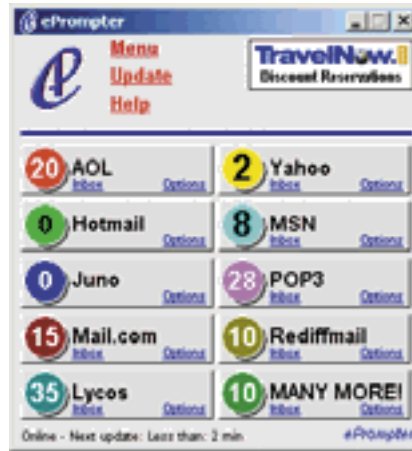 ePrompter
Menu
Update
Help
TravelNow.
Discount Reservations
20 AOL
Inbox Options
2 Yahoo
Inbox Options
0 Hotmail
Options
8 MSN
Inbox Options
0 Juno
Options
28 POP3
Inbox Options
15 Mail.com
Inbox Options
10 Rediffmail
Inbox Options
35 Lycos
Inbox Options
10 MANY MORE!
Inbox Options
Online - Next update: Less than: 2 min
ePrompter